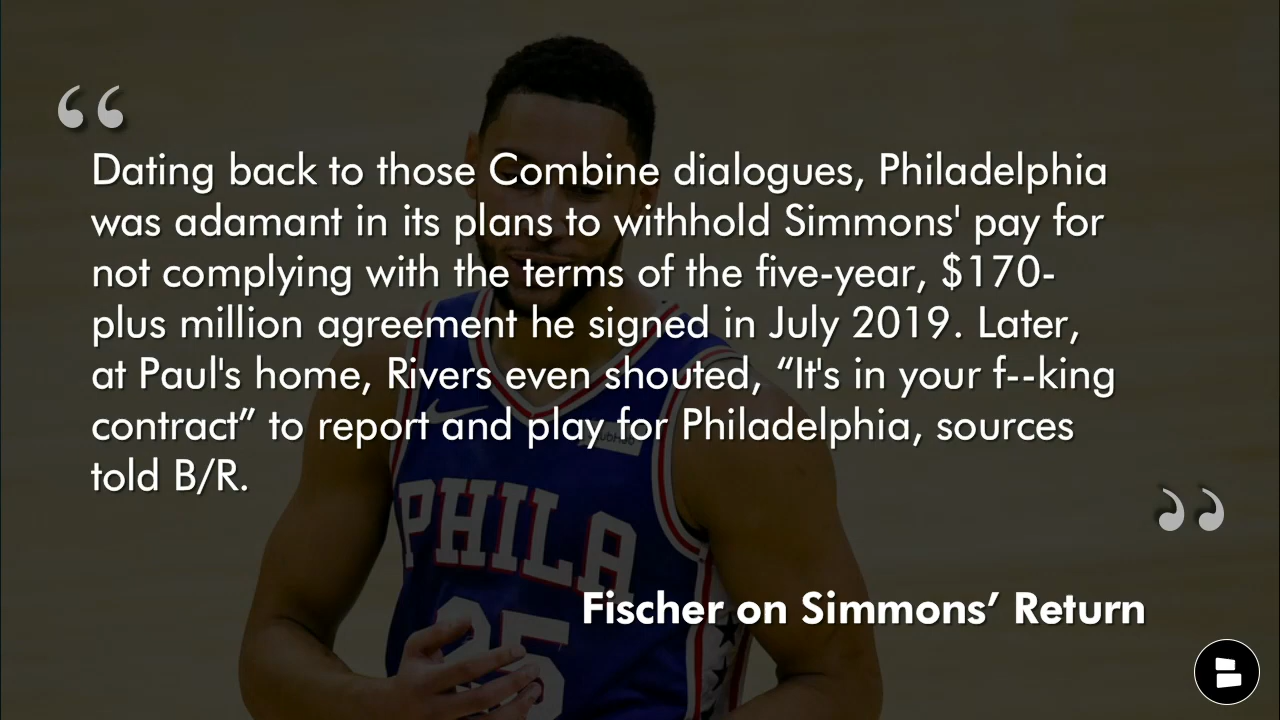 “
Dating back to those Combine dialogues, Philadelphia
was adamant in its plans to withhold Simmons' pay for
not complying with the terms of the five-year, $170-
plus million agreement he signed in July 2019. Later,
at Paul's home, Rivers even shouted, “It's in your f--king
contract” to report and play for Philadelphia, sources
told B/R.
”
PHILA
25
Fischer on Simmons’ Return